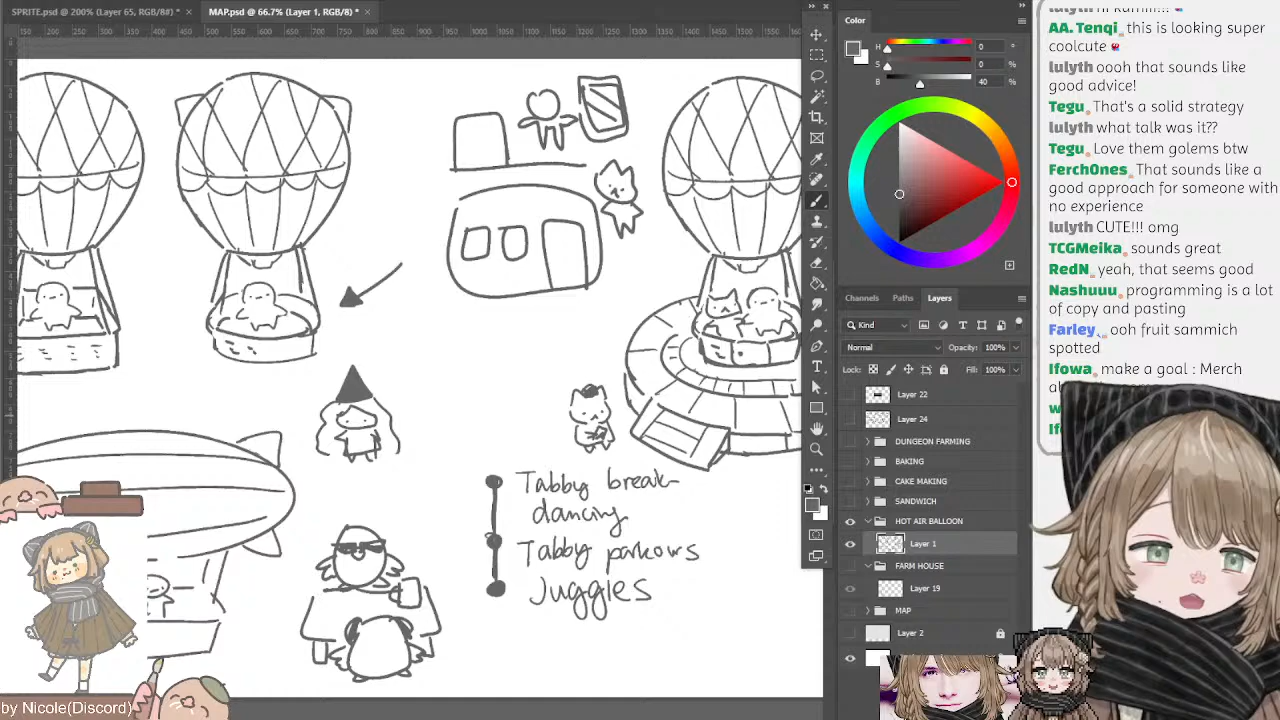 SPRITE.psd @ 200% (Layer 65, RGB/8#) *
MAP.psd @ 66.7% (Layer 1, RGB/8) *
Tabby break-
dancing
Tabby parkours
Juggles
by Nicole(Discord)
Color
H 0 °
S 0 %
B 40 %
Channels Paths Layers
Kind
Normal Opacity: 100%
Lock: Fill: 100%
Layer 22
Layer 24
DUNGEON FARMING
BAKING
CAKE MAKING
SANDWICH
HOT AIR BALLOON
Layer 1
FARM HOUSE
Layer 19
MAP
Layer 2
AA. Tenqi this is looking super
coolcute
lulyth oooh that sounds like
good advice!
Tegu That's a solid strategy
lulyth what talk was it??
Tegu Love them golems btw
Ferch0nes That sounds like a
good approach for someone with
no experience
lulyth CUTE!!! omg
TCGMeika sounds great
RedN yeah, that seems good
Nashuuu programming is a lot
of copy and pasting
Farley ooh fruit sammich
spotted
Ifowa make a goal : Merch